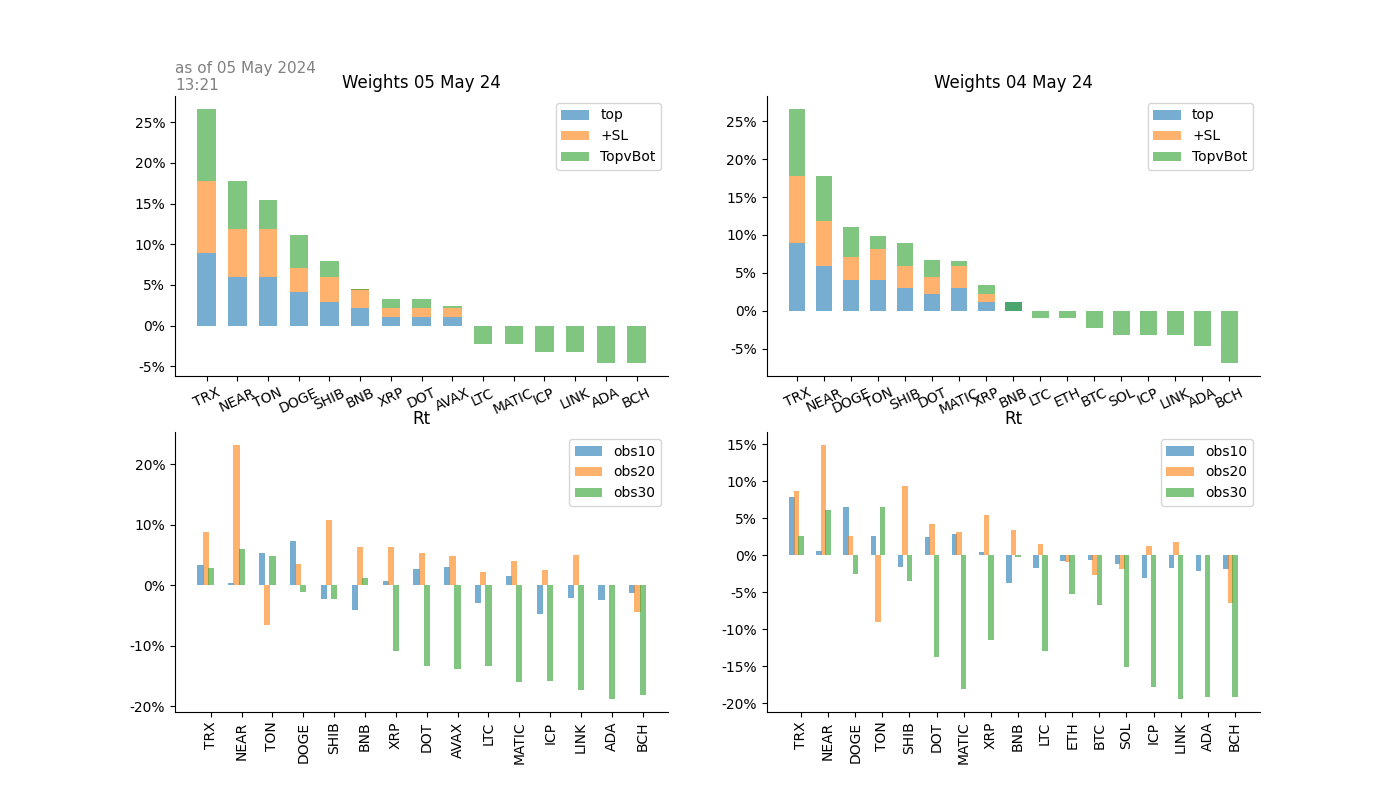 as of 05 May 2024
13:21
Weights 05 May 24
25%
20%
15%
10%
5%
0%
-5%
top
+SL
TopvBot
TRX NEAR TON DOGE SHIB BNB XRP DOT AVAX LTC MATIC ICP LINK ADA BCH
Weights 04 May 24
25%
20%
15%
10%
5%
0%
-5%
top
+SL
TopvBot
TRX NEAR DOGE TON SHIB DOT MATIC XRP BNB LTC ETH BTC SOL ICP LINK ADA BCH
Rt
20%
10%
0%
-10%
-20%
obs10
obs20
obs30
TRX NEAR TON DOGE SHIB BNB XRP DOT AVAX LTC MATIC ICP LINK ADA BCH
Rt
15%
10%
5%
0%
-5%
-10%
-15%
-20%
obs10
obs20
obs30
TRX NEAR DOGE TON SHIB DOT MATIC XRP BNB LTC ETH BTC SOL ICP LINK ADA BCH